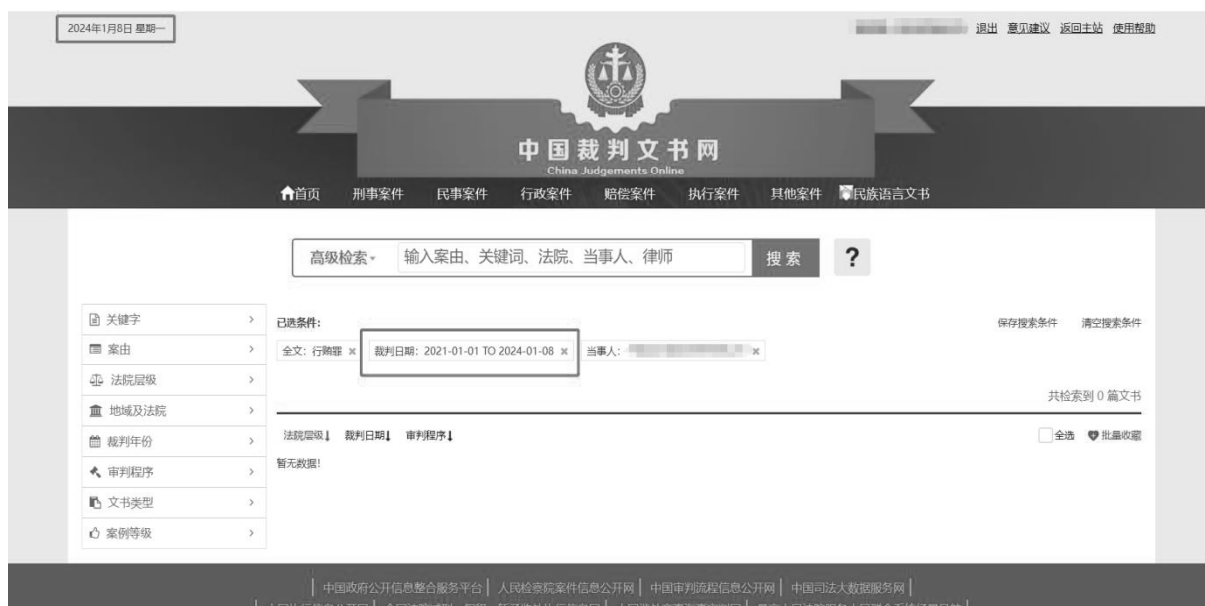 2024年1月8日 星期一
退出 意见建议 返回主站 使用帮助
中国裁判文书网
China Judgements Online
首页 刑事案件 民事案件 行政案件 赔偿案件 执行案件 其他案件 民族语言文书
高级检索 输入案由、关键词、法院、当事人、律师 搜索 ?
关键字
案由
法院层级
地域及法院
裁判年份
审判程序
文书类型
案例等级
已选条件:
保存搜索条件 清空搜索条件
全文: 行贿罪 × 裁判日期: 2021-01-01 TO 2024-01-08 × 当事人: ×
共检索到 0 篇文书
法院层级↓ 裁判日期↓ 审判程序↓
全选 批量收藏
暂无数据!
| 中国政府公开信息整合服务平台 | 人民检察院案件信息公开网 | 中国审判流程信息公开网 | 中国司法大数据服务网 |